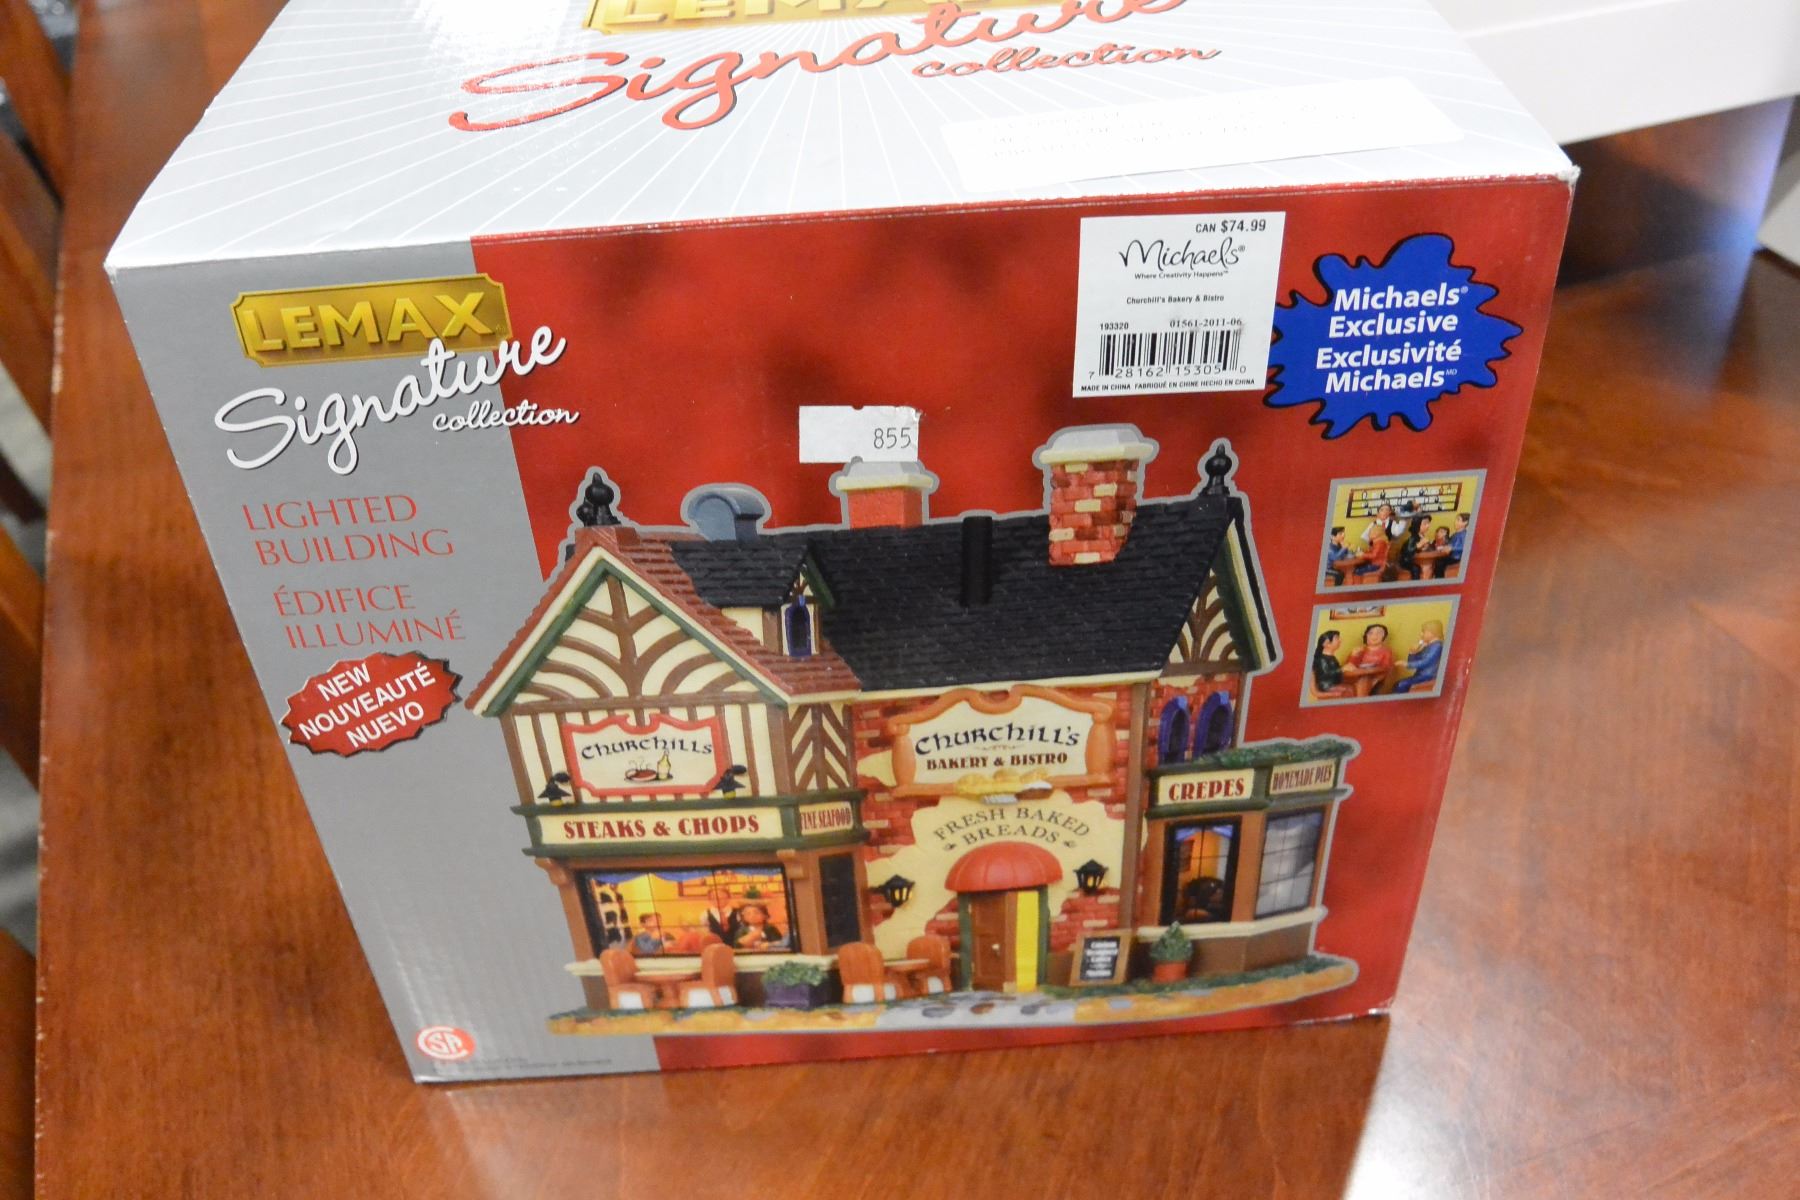 LEMAX
Signature
collection
CAN $74.99
Michaels®
Where Creativity Happens™
Churchill's Bakery & Bistro
193320 01561-2011-06
7 28162 15305 0
MADE IN CHINA FABRIQUÉ EN CHINE HECHO EN CHINA
Michaels®
Exclusive
Exclusivité
Michaels MD
LEMAX
Signature
collection
855
LIGHTED
BUILDING
ÉDIFICE
ILLUMINÉ
NEW
NOUVEAUTÉ
NUEVO
CHURCHILLS
CHURCHILL'S
BAKERY & BISTRO
STEAKS & CHOPS
FINE SEAFOOD
CREPES
HOMEMADE PIES
FRESH BAKED
BREADS
CSA